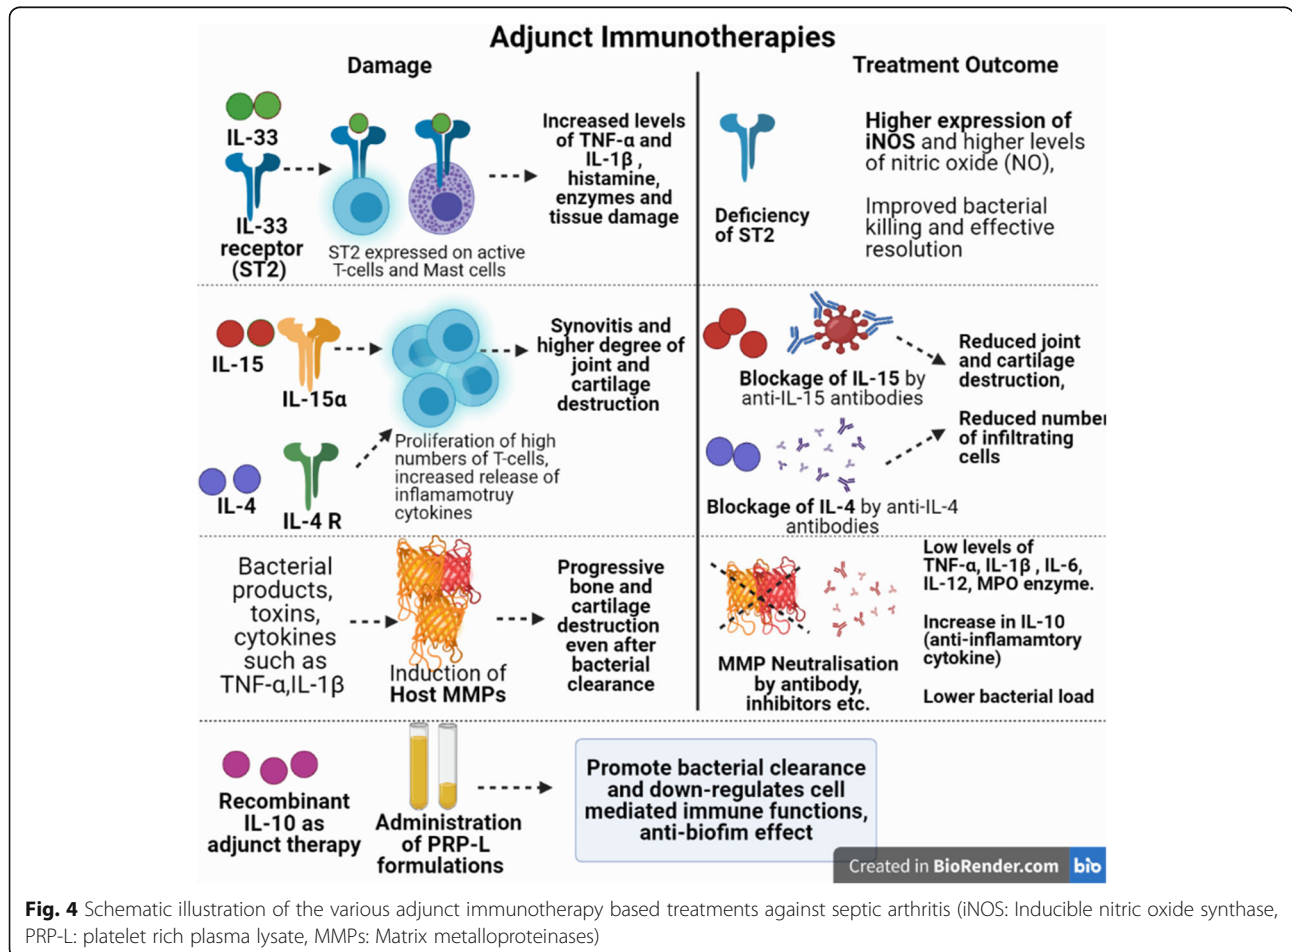 Adjunct Immunotherapies
Damage
Treatment Outcome
IL-33
IL-33
receptor
(ST2)
ST2 expressed on active
T-cells and Mast cells
Increased levels
of TNF-α and
IL-1β ,
histamine,
enzymes and
tissue damage
Deficiency
of ST2
Higher expression of
iNOS and higher levels
of nitric oxide (NO),
Improved bacterial
killing and effective
resolution
IL-15
IL-15α
IL-4
IL-4 R
Proliferation of high
numbers of T-cells,
increased release of
inflamamotruy
cytokines
Synovitis and
higher degree of
joint and
cartilage
destruction
Blockage of IL-15 by
anti-IL-15 antibodies
Blockage of IL-4 by anti-IL-4
antibodies
Reduced joint
and cartilage
destruction,
Reduced number
of infiltrating
cells
Bacterial
products,
toxins,
cytokines
such as
TNF-α,IL-1β
Induction of
Host MMPs
Progressive
bone and
cartilage
destruction
even after
bacterial
clearance
MMP Neutralisation
by antibody,
inhibitors etc.
Low levels of
TNF-α, IL-1β , IL-6,
IL-12, MPO enzyme.
Increase in IL-10
(anti-inflamamtory
cytokine)
Lower bacterial load
Recombinant
IL-10 as
adjunct therapy
Administration
of PRP-L
formulations
Promote bacterial clearance
and down-regulates cell
mediated immune functions,
anti-biofim effect
Created in BioRender.com bio
Fig. 4 Schematic illustration of the various adjunct immunotherapy based treatments against septic arthritis (iNOS: Inducible nitric oxide synthase,
PRP-L: platelet rich plasma lysate, MMPs: Matrix metalloproteinases)